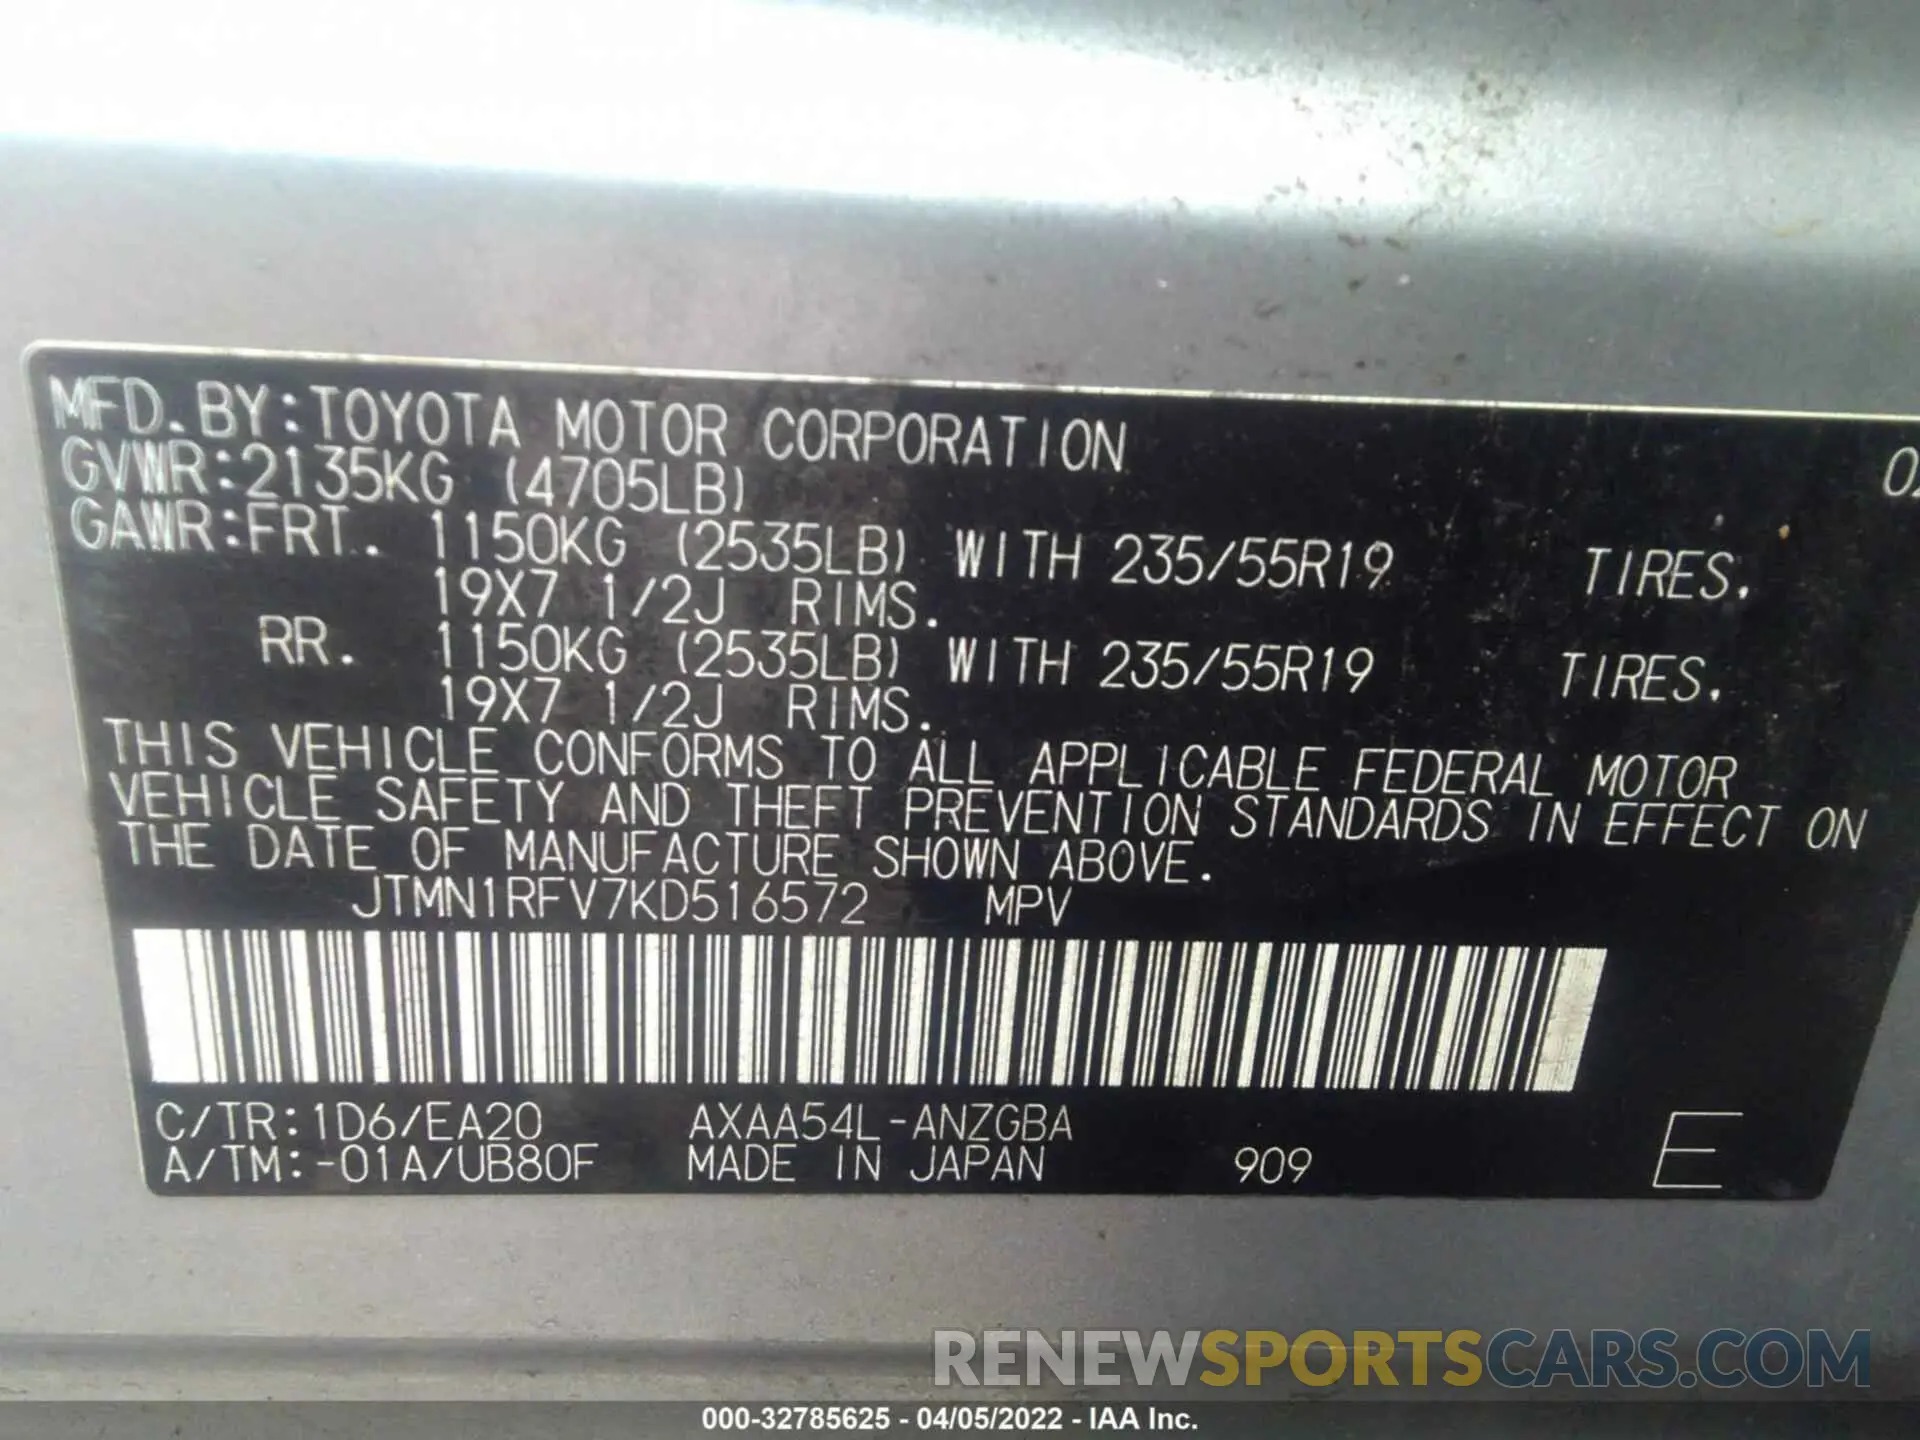 MFD. BY: TOYOTA MOTOR CORPORATION
GVWR: 2135KG (4705LB)
GAWR: FRT. 1150KG (2535LB) WITH 235/55R19 TIRES.
19X7 1/2J RIMS.
RR. 1150KG (2535LB) WITH 235/55R19 TIRES.
19X7 1/2J RIMS.
THIS VEHICLE CONFORMS TO ALL APPLICABLE FEDERAL MOTOR
VEHICLE SAFETY AND THEFT PREVENTION STANDARDS IN EFFECT ON
THE DATE OF MANUFACTURE SHOWN ABOVE.
JTMN1RFV7KD516572 MPV
C/TR: 1D6/EA20 AXAA54L-ANZGBA
A/TM: -01A/UB80F MADE IN JAPAN 909 E
RENEWSPORTSCARS.COM
000-32785625 - 04/05/2022 - IAA Inc.